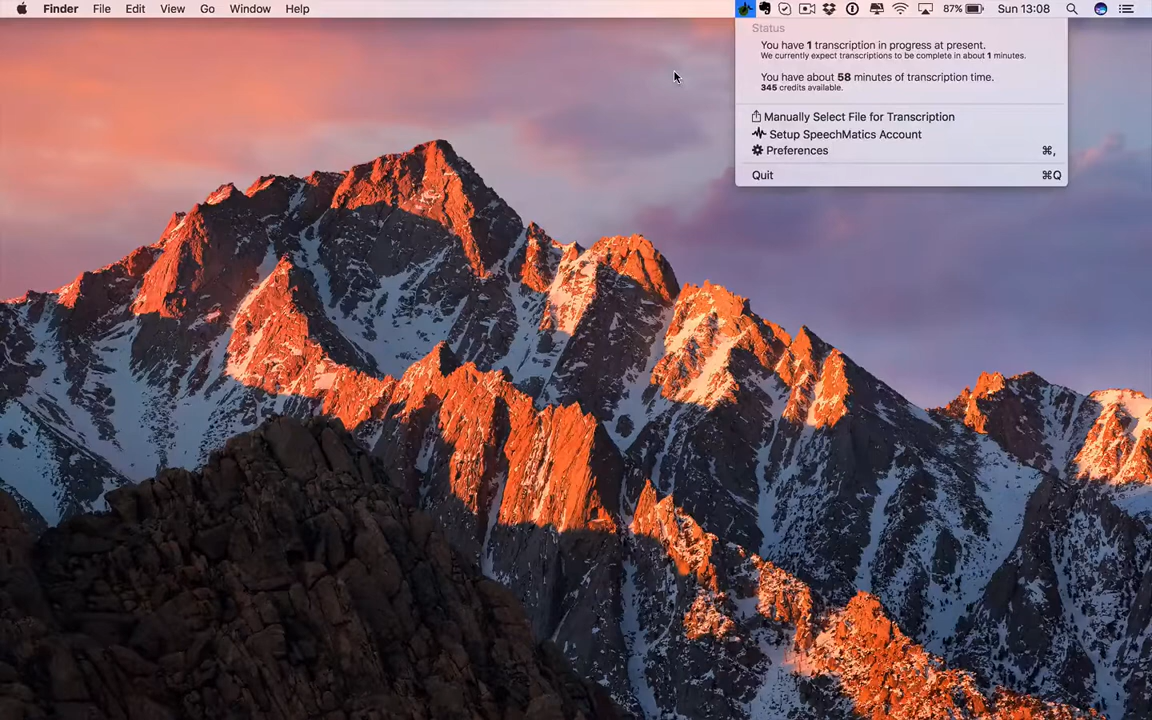 Finder File Edit View Go Window Help 87% Sun 13:08
Status
You have 1 transcription in progress at present.
We currently expect transcriptions to be complete in about 1 minutes.
You have about 58 minutes of transcription time.
345 credits available.
Manually Select File for Transcription
Setup SpeechMatics Account
Preferences ⌘,
Quit ⌘Q